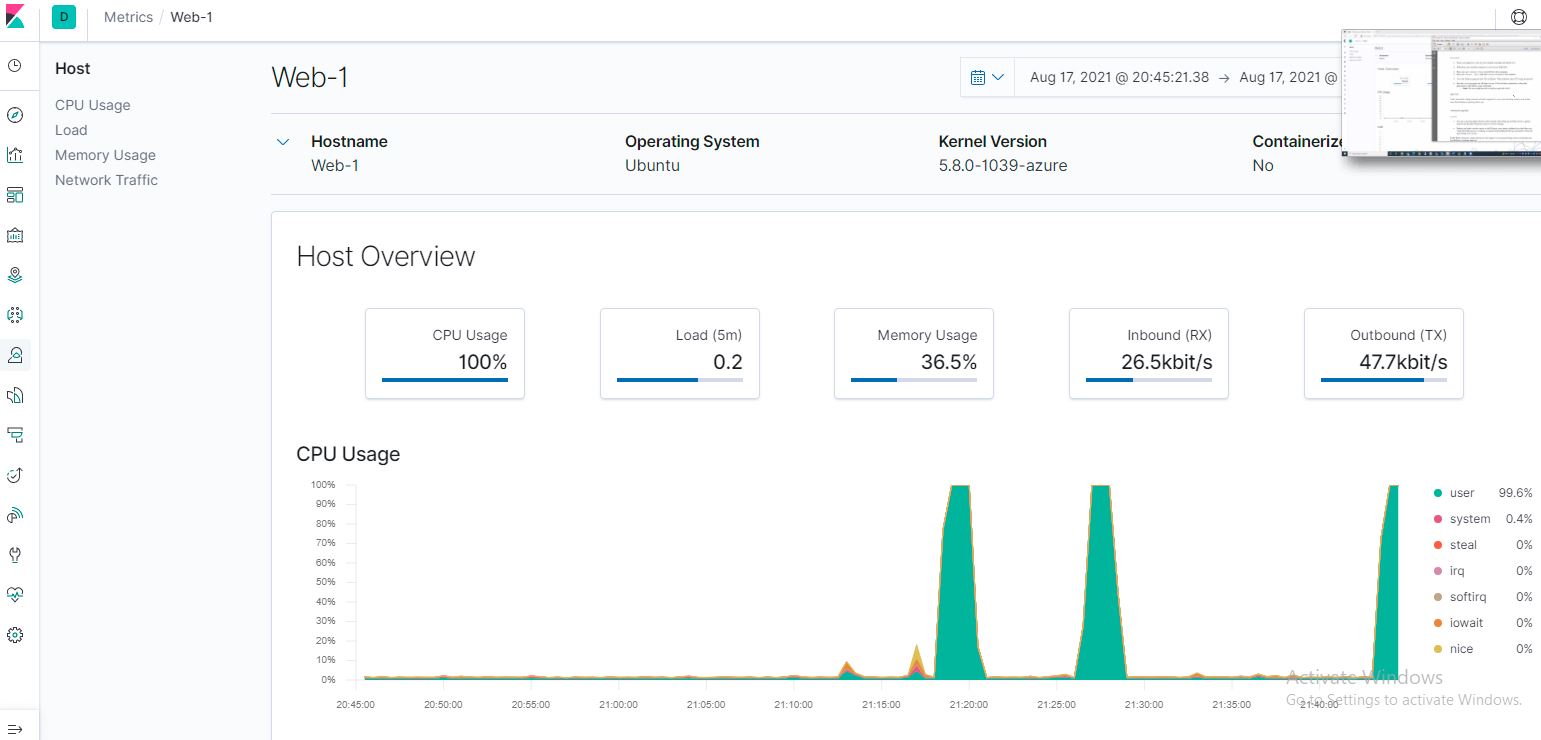 D
Metrics / Web-1
Host
CPU Usage
Load
Memory Usage
Network Traffic
Web-1
Aug 17, 2021 @ 20:45:21.38 → Aug 17, 2021 @
Hostname
Web-1
Operating System
Ubuntu
Kernel Version
5.8.0-1039-azure
Containerize
No
Host Overview
CPU Usage
100%
Load (5m)
0.2
Memory Usage
36.5%
Inbound (RX)
26.5kbit/s
Outbound (TX)
47.7kbit/s
CPU Usage
100%
90%
80%
70%
60%
50%
40%
30%
20%
10%
0%
20:45:00
20:50:00
20:55:00
21:00:00
21:05:00
21:10:00
21:15:00
21:20:00
21:25:00
21:30:00
21:35:00
21:40:00
user 99.6%
system 0.4%
steal 0%
irq 0%
softirq 0%
iowait 0%
nice 0%
Activate Windows
Go to Settings to activate Windows.